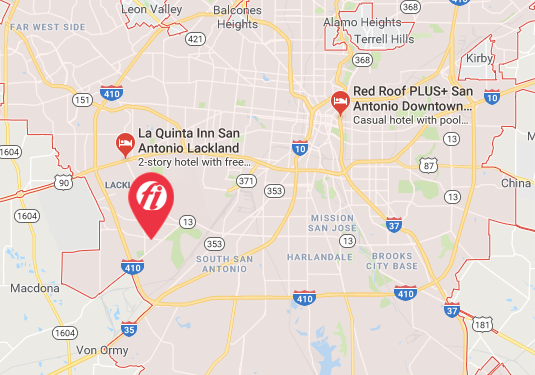 Leon Valley
Balcones
Heights
Alamo Heights
Terrell Hills
368
368
FAR WEST SIDE
421
Kirby
410
151
Red Roof PLUS+ San
Antonio Downtown...
Casual hotel with pool...
10
13
La Quinta Inn San
Antonio Lackland
2-story hotel with free...
10
1604
87
90
371
353
13
China
LACKL
1604
13
MISSION
SAN JOSE
37
353
13
SOUTH SAN
ANTONIO
HARLANDALE
BROOKS
CITY BASE
410
Macdona
410
410
37
35
181
1604
Von Ormy